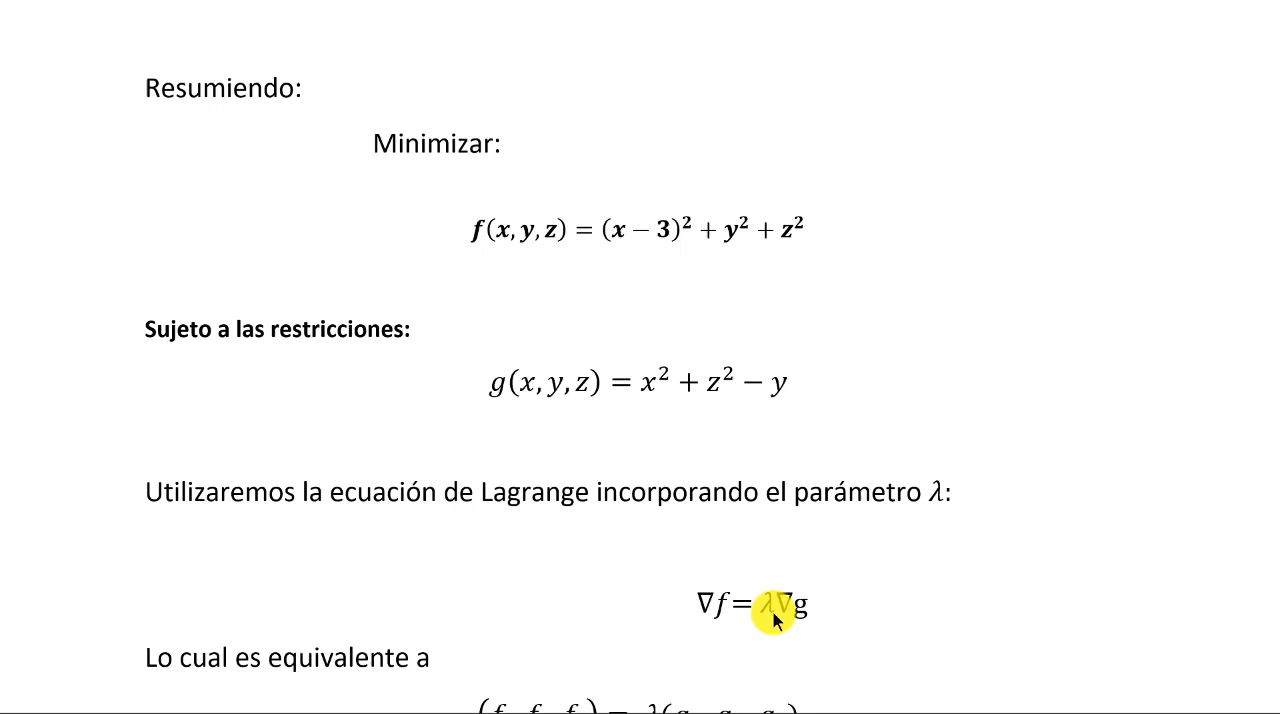 Resumiendo:
Minimizar:
f(x, y, z) = (x − 3)² + y² + z²
Sujeto a las restricciones:
g(x, y, z) = x² + z² − y
Utilizaremos la ecuación de Lagrange incorporando el parámetro λ:
∇f= λ∇g
Lo cual es equivalente a